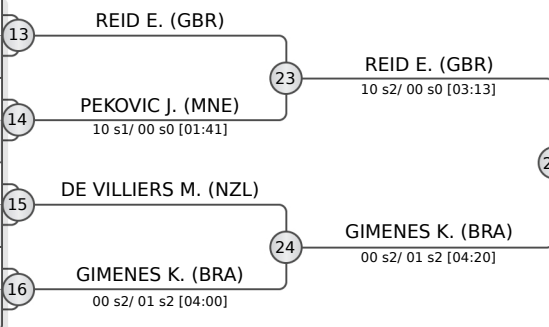 REID E. (GBR)
13
23
REID E. (GBR)
10 s2/ 00 s0 [03:13]
14
PEKOVIC J. (MNE)
10 s1/ 00 s0 [01:41]
15
DE VILLIERS M. (NZL)
24
GIMENES K. (BRA)
00 s2/ 01 s2 [04:20]
16
GIMENES K. (BRA)
00 s2/ 01 s2 [04:00]